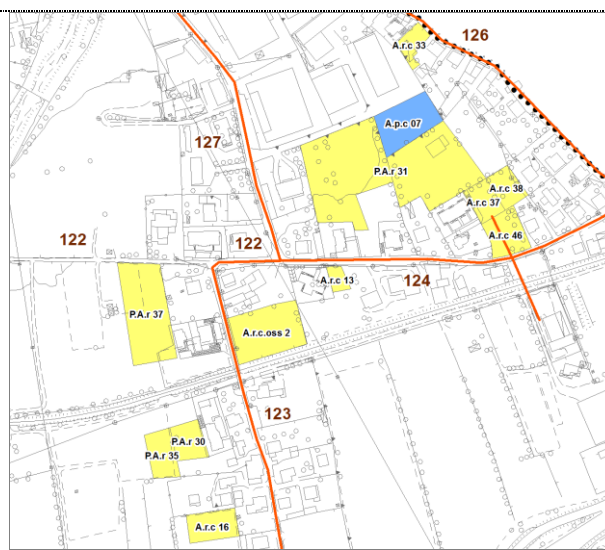 126
A.r.c 33
A.p.c 07
127
P.A.r 31
A.r.c 38
A.r.c 37
122
122
A.r.c 46
124
A.r.c 13
P.A.r 37
A.r.c.oss 2
123
P.A.r 30
P.A.r 35
A.r.c 16